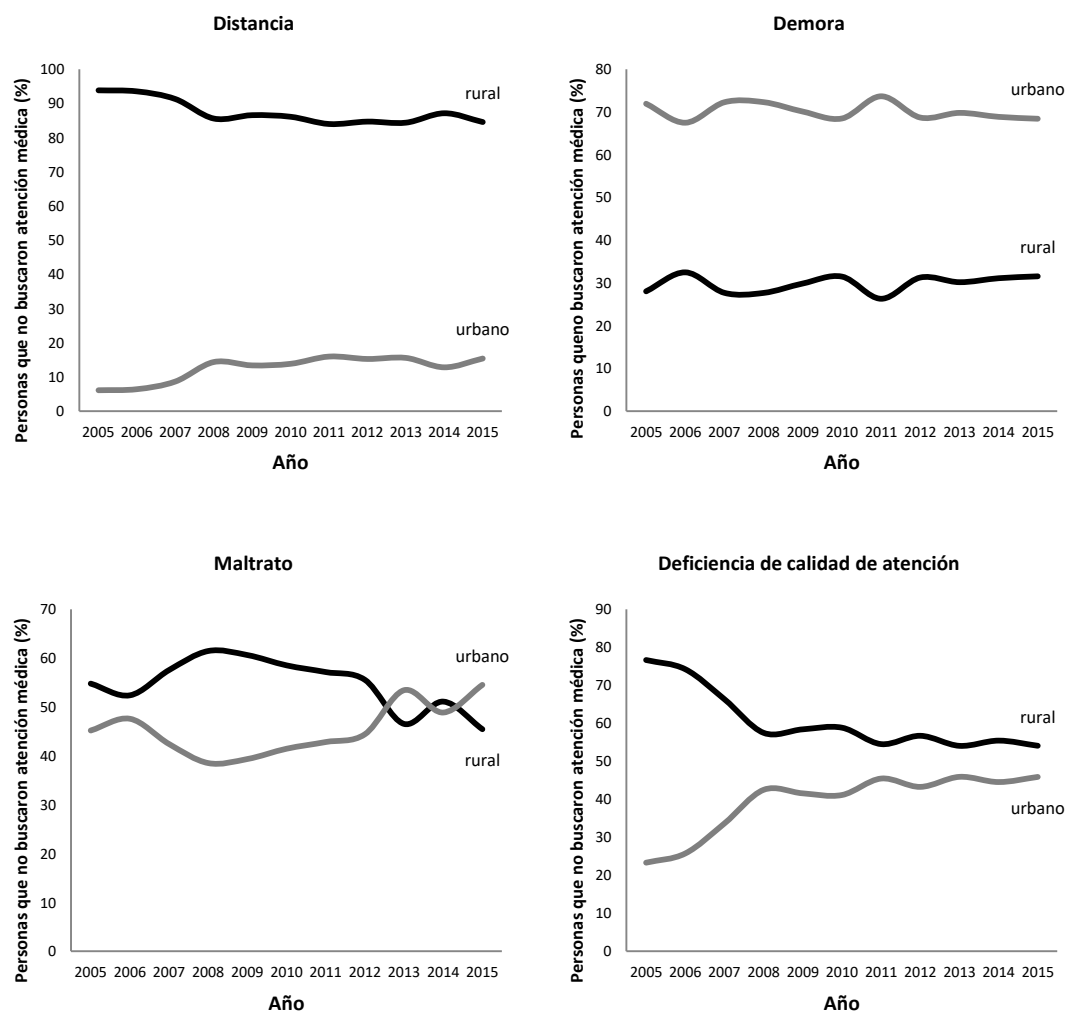 Distancia
Personas que no buscaron atención médica (%)
100
90
80
70
60
50
40
30
20
10
0
rural
urbano
2005 2006 2007 2008 2009 2010 2011 2012 2013 2014 2015
Año
Demora
Personas queno buscaron atención médica (%)
80
70
60
50
40
30
20
10
0
urbano
rural
2005 2006 2007 2008 2009 2010 2011 2012 2013 2014 2015
Año
Maltrato
Personas que no buscaron atención médica (%)
70
60
50
40
30
20
10
0
urbano
rural
2005 2006 2007 2008 2009 2010 2011 2012 2013 2014 2015
Año
Deficiencia de calidad de atención
Personas que no buscaron atención médica (%)
90
80
70
60
50
40
30
20
10
0
rural
urbano
2005 2006 2007 2008 2009 2010 2011 2012 2013 2014 2015
Año